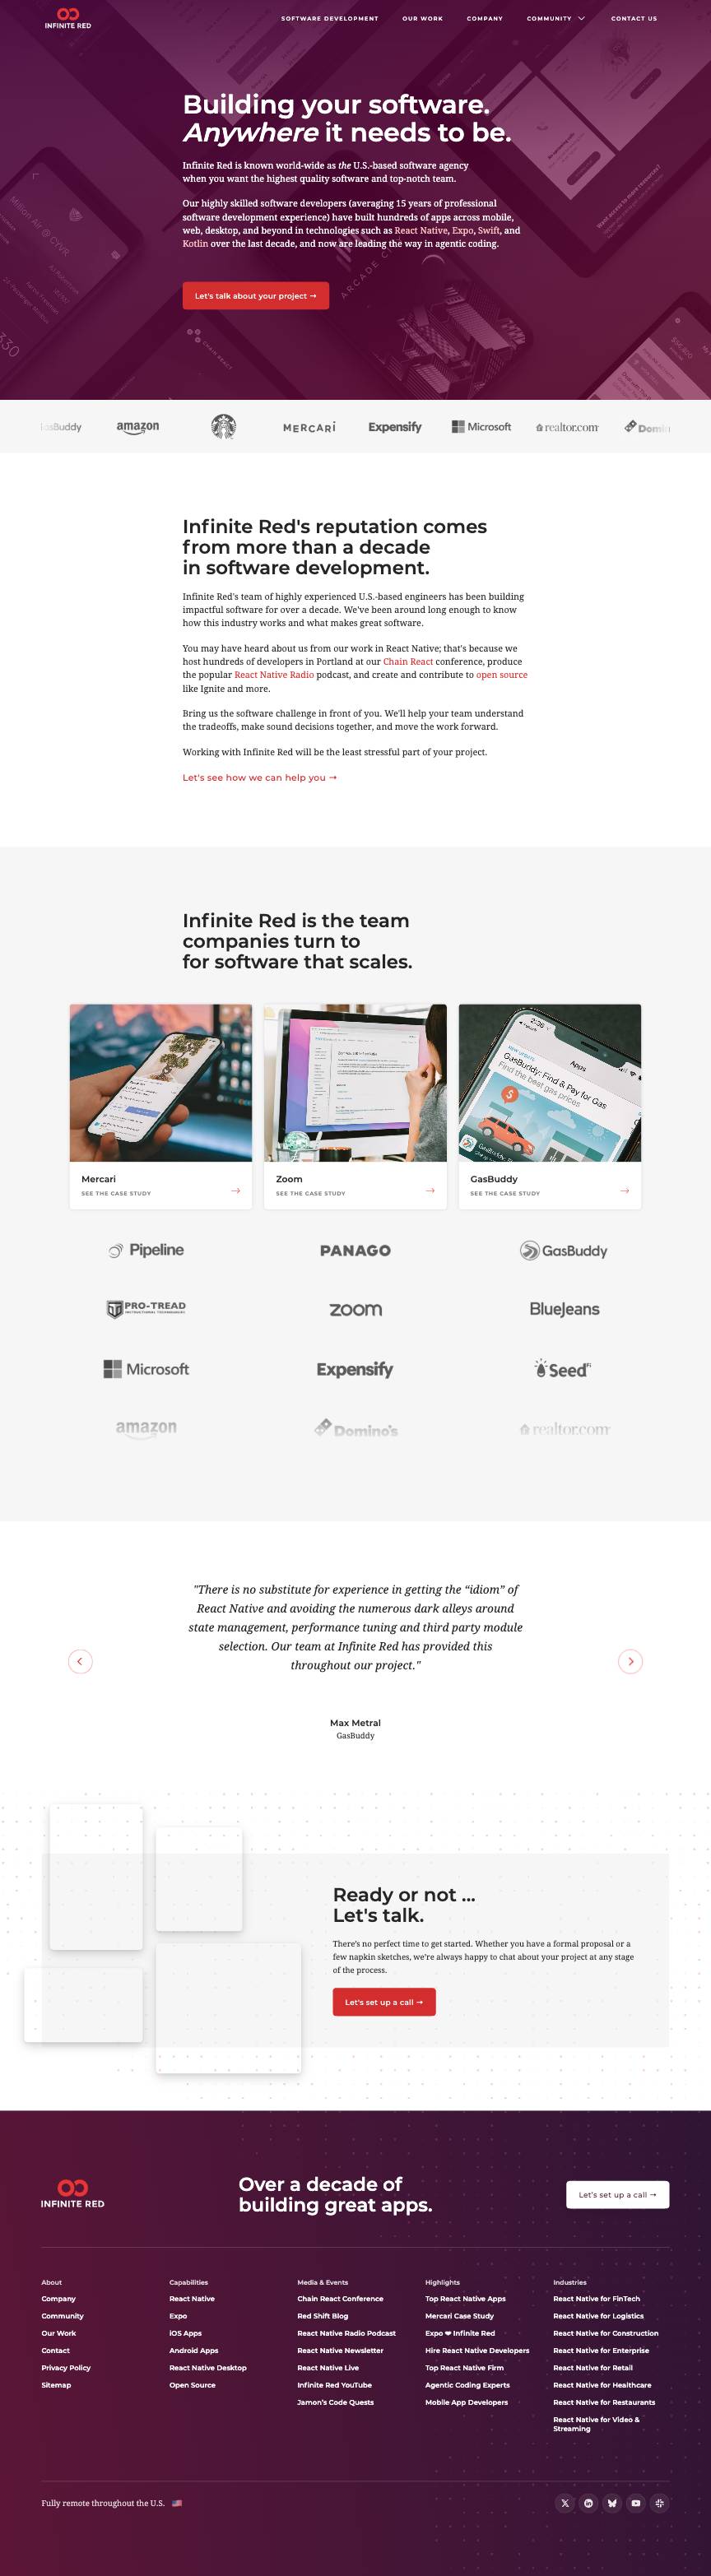 INFINITE RED
SOFTWARE DEVELOPMENT
OUR WORK
COMPANY
COMMUNITY
CONTACT US
Building your software.
Anywhere it needs to be.
Infinite Red is known world-wide as the U.S.-based software agency
when you want the highest quality software and top-notch team.
Our highly skilled software developers (averaging 15 years of professional
software development experience) have built hundreds of apps across mobile,
web, desktop, and beyond in technologies such as React Native, Expo, Swift, and
Kotlin over the last decade, and now are leading the way in agentic coding.
Let's talk about your project →
ARCADE C
CHAIN REACT
asBuddy
amazon
MERCARI
Expensify
Microsoft
realtor.com
Domin
Infinite Red's reputation comes
from more than a decade
in software development.
Infinite Red's team of highly experienced U.S.-based engineers has been building
impactful software for over a decade. We've been around long enough to know
how this industry works and what makes great software.
You may have heard about us from our work in React Native; that's because we
host hundreds of developers in Portland at our Chain React conference, produce
the popular React Native Radio podcast, and create and contribute to open source
like Ignite and more.
Bring us the software challenge in front of you. We'll help your team understand
the tradeoffs, make sound decisions together, and move the work forward.
Working with Infinite Red will be the least stressful part of your project.
Let's see how we can help you →
Infinite Red is the team
companies turn to
for software that scales.
2:36
Apps
GasBuddy: Find & Pay for Gas
Find the best gas prices
Mercari
SEE THE CASE STUDY
→
Zoom
SEE THE CASE STUDY
→
GasBuddy
SEE THE CASE STUDY
→
Pipeline
PANAGO
GasBuddy
PRO-TREAD
zoom
BlueJeans
Microsoft
Expensify
Seed
amazon
Domino's
realtor.com
"There is no substitute for experience in getting the “idiom” of
React Native and avoiding the numerous dark alleys around
state management, performance tuning and third party module
selection. Our team at Infinite Red has provided this
throughout our project."
Max Metral
GasBuddy
Ready or not ...
Let's talk.
There's no perfect time to get started. Whether you have a formal proposal or a
few napkin sketches, we're always happy to chat about your project at any stage
of the process.
Let's set up a call →
INFINITE RED
Over a decade of
building great apps.
Let's set up a call →
About
Company
Community
Our Work
Contact
Privacy Policy
Sitemap
Capabilities
React Native
Expo
iOS Apps
Android Apps
React Native Desktop
Open Source
Media & Events
Chain React Conference
Red Shift Blog
React Native Radio Podcast
React Native Newsletter
React Native Live
Infinite Red YouTube
Jamon's Code Quests
Highlights
Top React Native Apps
Mercari Case Study
Expo ❤ Infinite Red
Hire React Native Developers
Top React Native Firm
Agentic Coding Experts
Mobile App Developers
Industries
React Native for FinTech
React Native for Logistics
React Native for Construction
React Native for Enterprise
React Native for Retail
React Native for Healthcare
React Native for Restaurants
React Native for Video &
Streaming
Fully remote throughout the U.S. 🇺🇸